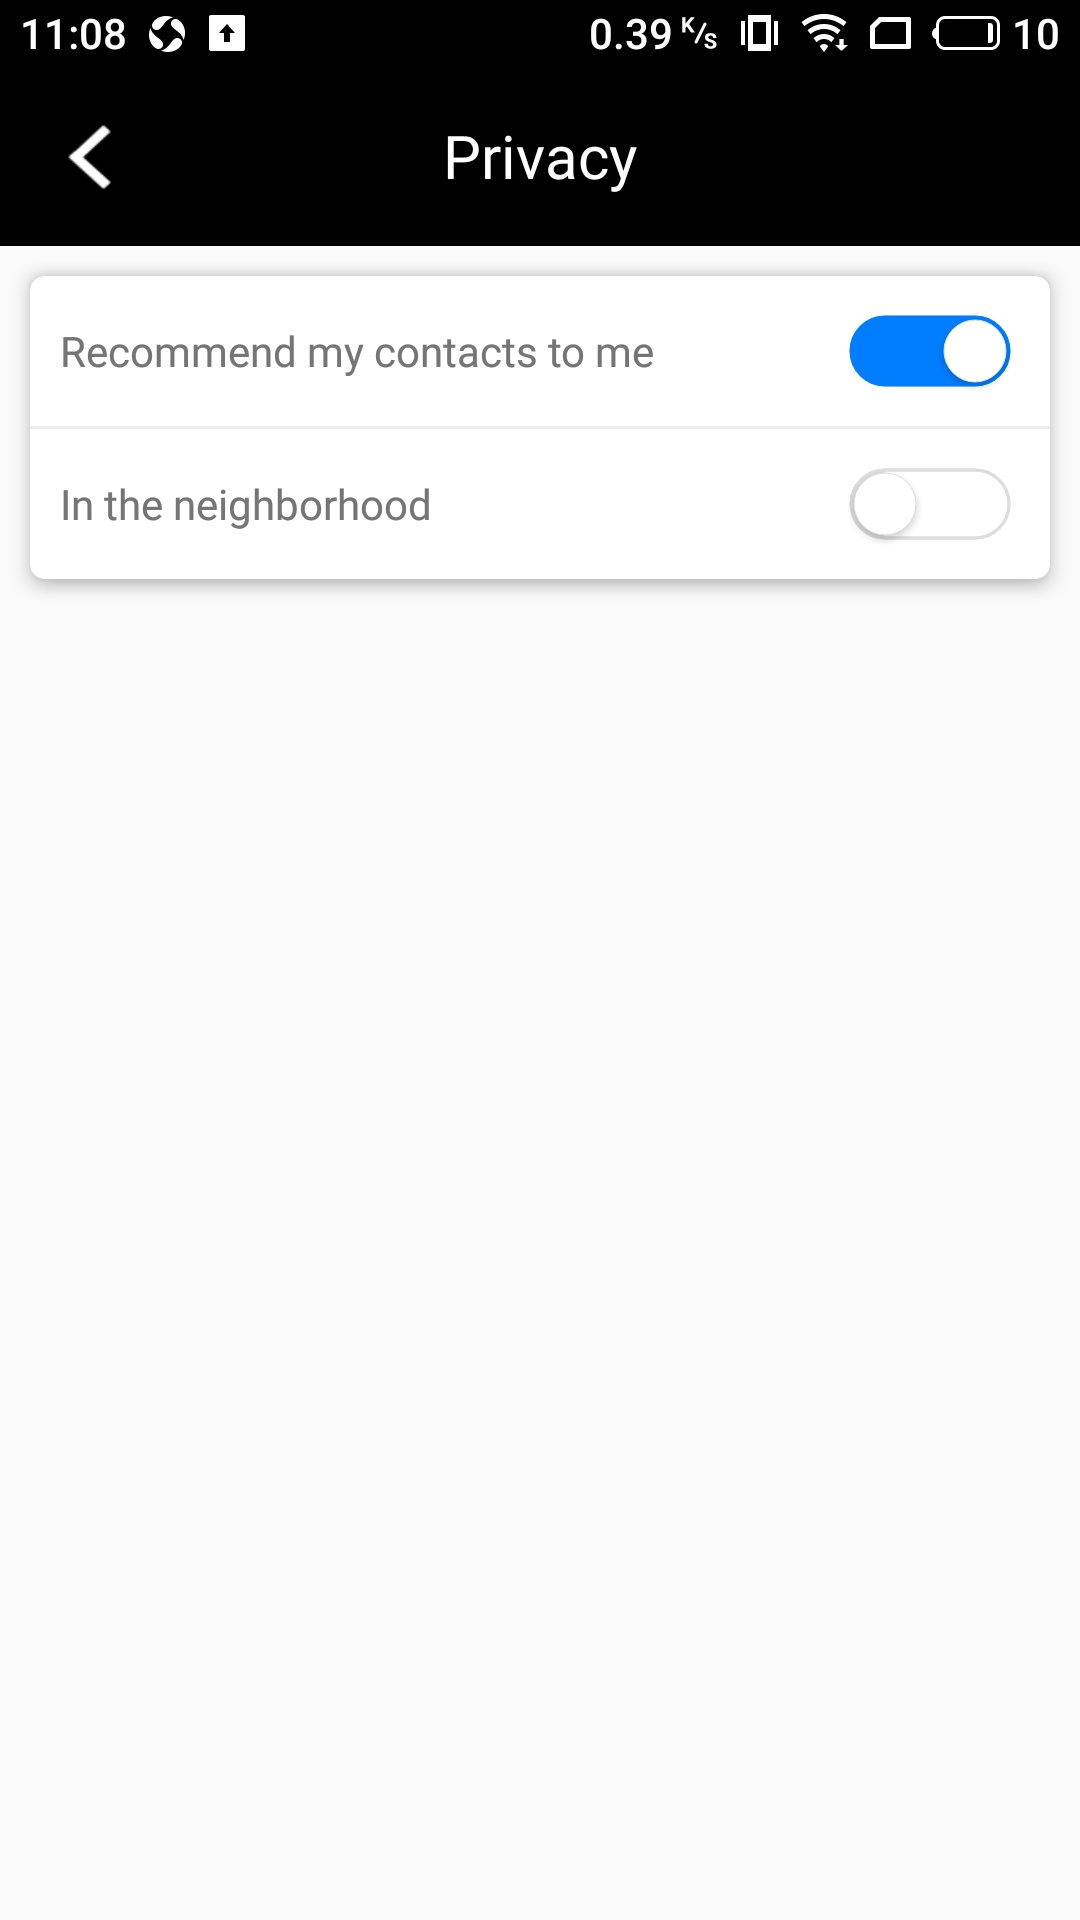 11:08 0.39 K/s 10
Privacy
Recommend my contacts to me
In the neighborhood